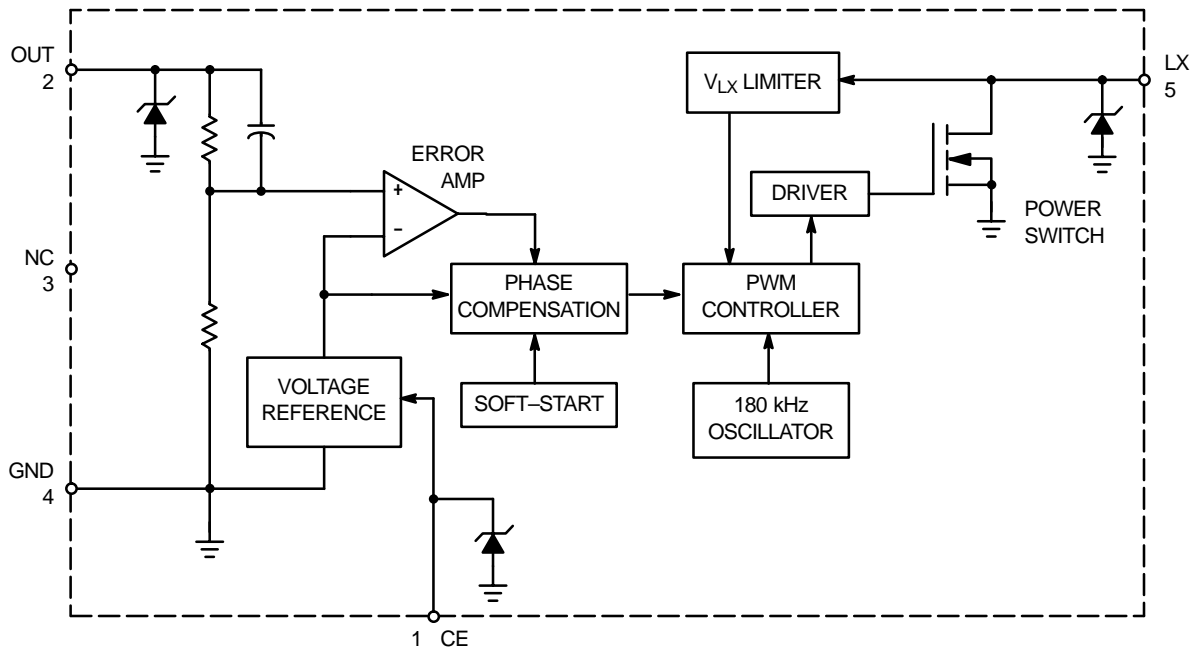 OUT
2
V_LX LIMITER
LX
5
ERROR
AMP
+
–
DRIVER
POWER
SWITCH
NC
3
PHASE
COMPENSATION
PWM
CONTROLLER
VOLTAGE
REFERENCE
SOFT–START
180 kHz
OSCILLATOR
GND
4
1 CE